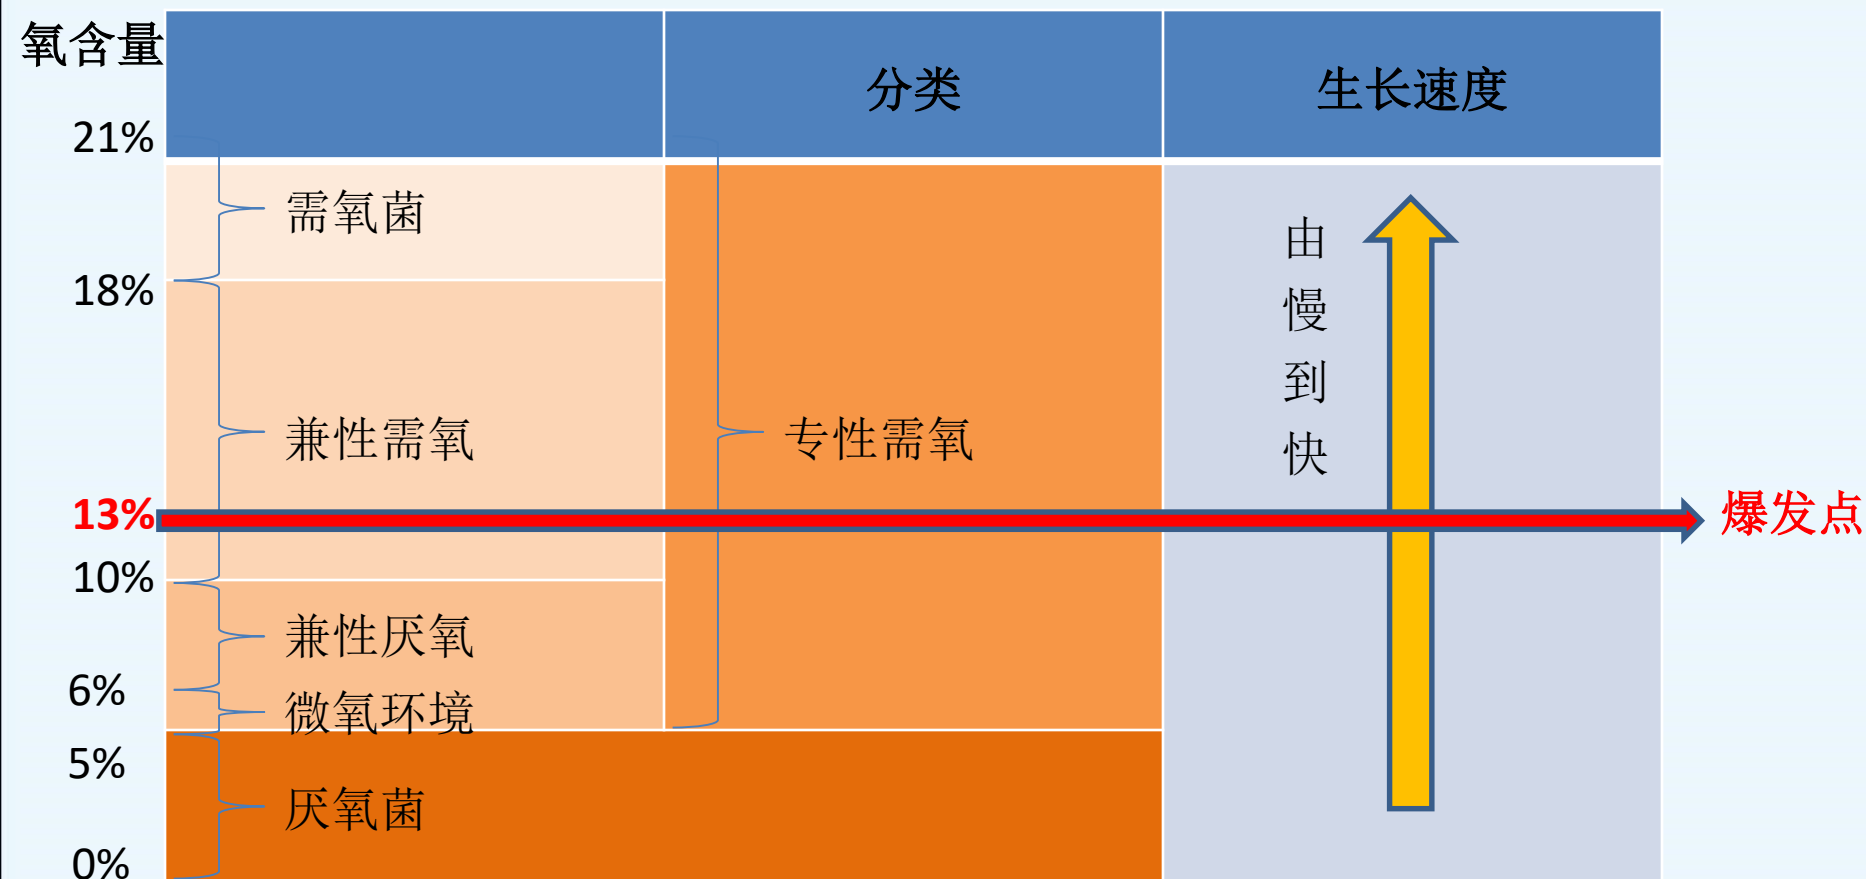 氧含量
分类
生长速度
21%
需氧菌
18%
兼性需氧
专性需氧
由
慢
到
快
13%
爆发点
10%
兼性厌氧
6%
微氧环境
5%
厌氧菌
0%